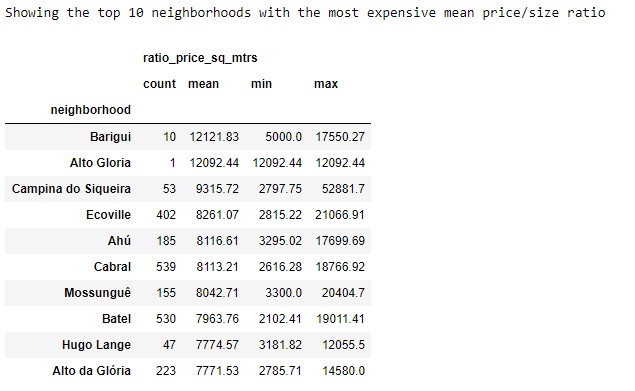 Showing the top 10 neighborhoods with the most expensive mean price/size ratio
ratio_price_sq_mtrs
count mean min max
neighborhood
Barigui 10 12121.83 5000.0 17550.27
Alto Gloria 1 12092.44 12092.44 12092.44
Campina do Siqueira 53 9315.72 2797.75 52881.7
Ecoville 402 8261.07 2815.22 21066.91
Ahú 185 8116.61 3295.02 17699.69
Cabral 539 8113.21 2616.28 18766.92
Mossunguê 155 8042.71 3300.0 20404.7
Batel 530 7963.76 2102.41 19011.41
Hugo Lange 47 7774.57 3181.82 12055.5
Alto da Glória 223 7771.53 2785.71 14580.0